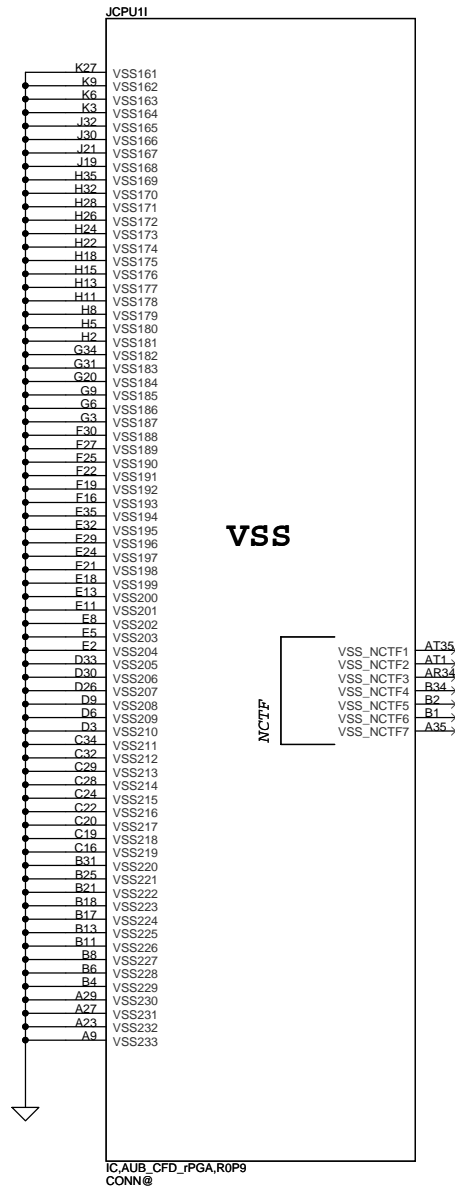 JCPU1I
K27 VSS161
K9 VSS162
K6 VSS163
K3 VSS164
J32 VSS165
J30 VSS166
J21 VSS167
J19 VSS168
H35 VSS169
H32 VSS170
H28 VSS171
H26 VSS172
H24 VSS173
H22 VSS174
H18 VSS175
H15 VSS176
H13 VSS177
H11 VSS178
H8 VSS179
H5 VSS180
H2 VSS181
G34 VSS182
G31 VSS183
G20 VSS184
G9 VSS185
G6 VSS186
G3 VSS187
F30 VSS188
F27 VSS189
F25 VSS190
F22 VSS191
F19 VSS192
F16 VSS193
E35 VSS194
E32 VSS195
E29 VSS196
E24 VSS197
E21 VSS198
E18 VSS199
E13 VSS200
E11 VSS201
E8 VSS202
E5 VSS203
E2 VSS204
D33 VSS205
D30 VSS206
D26 VSS207
D9 VSS208
D6 VSS209
D3 VSS210
C34 VSS211
C32 VSS212
C29 VSS213
C28 VSS214
C24 VSS215
C22 VSS216
C20 VSS217
C19 VSS218
C16 VSS219
B31 VSS220
B25 VSS221
B21 VSS222
B18 VSS223
B17 VSS224
B13 VSS225
B11 VSS226
B8 VSS227
B6 VSS228
B4 VSS229
A29 VSS230
A27 VSS231
A23 VSS232
A9 VSS233
VSS
NCTF
VSS_NCTF1 AT35
VSS_NCTF2 AT1
VSS_NCTF3 AR34
VSS_NCTF4 B34
VSS_NCTF5 B2
VSS_NCTF6 B1
VSS_NCTF7 A35
IC,AUB_CFD_rPGA,R0P9
CONN@